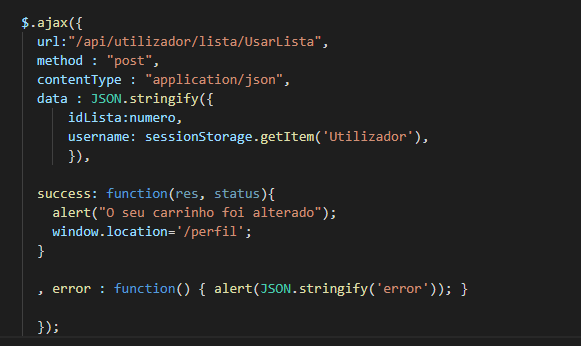 $.ajax({
url:"/api/utilizador/lista/UsarLista",
method : "post",
contentType : "application/json",
data : JSON.stringify({
idLista:numero,
username: sessionStorage.getItem('Utilizador'),
}),
success: function(res, status){
alert("O seu carrinho foi alterado");
window.location='/perfil';
}
, error : function() { alert(JSON.stringify('error')); }
});